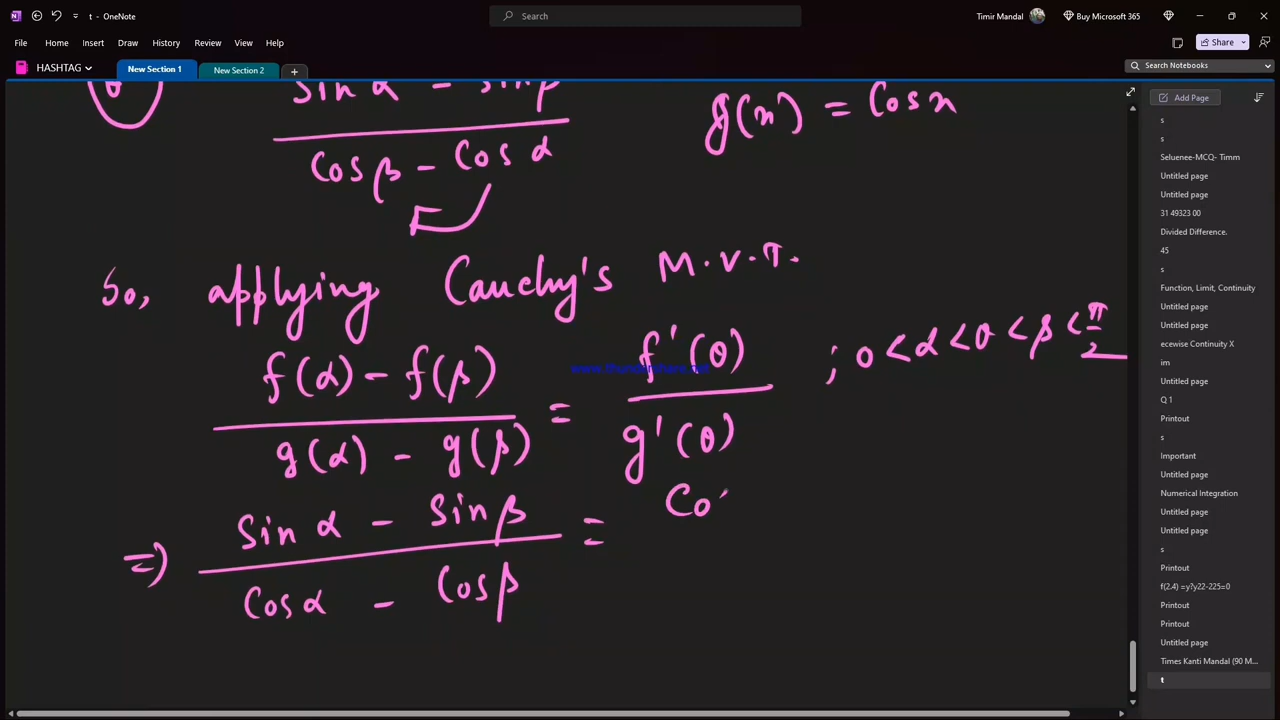 t - OneNote
Search
Timir Mandal
Buy Microsoft 365
File Home Insert Draw History Review View Help
Share
HASHTAG
New Section 1
New Section 2
Search Notebooks
Add Page
s
s
Seluenee-MCQ- Timm
Untitled page
Untitled page
31 49323 00
Divided Difference.
45
s
Function, Limit, Continuity
Untitled page
Untitled page
ecewise Continuity X
im
Untitled page
Q 1
Printout
s
Important
Untitled page
Numerical Integration
Untitled page
Untitled page
s
Printout
f(2.4) =y?y22-225=0
Printout
Printout
Untitled page
Times Kanti Mandal (90 M...
t
Sin α - Sin β
Cos β - Cos α
g(x) = Cos x
So, applying Cauchy's M.V.T.
f(α) - f(β) = f'(θ) ; 0 < α < θ < β < π/2
g(α) - g(β) g'(θ)
=) Sin α - Sin β = Co
Cos α - Cos β